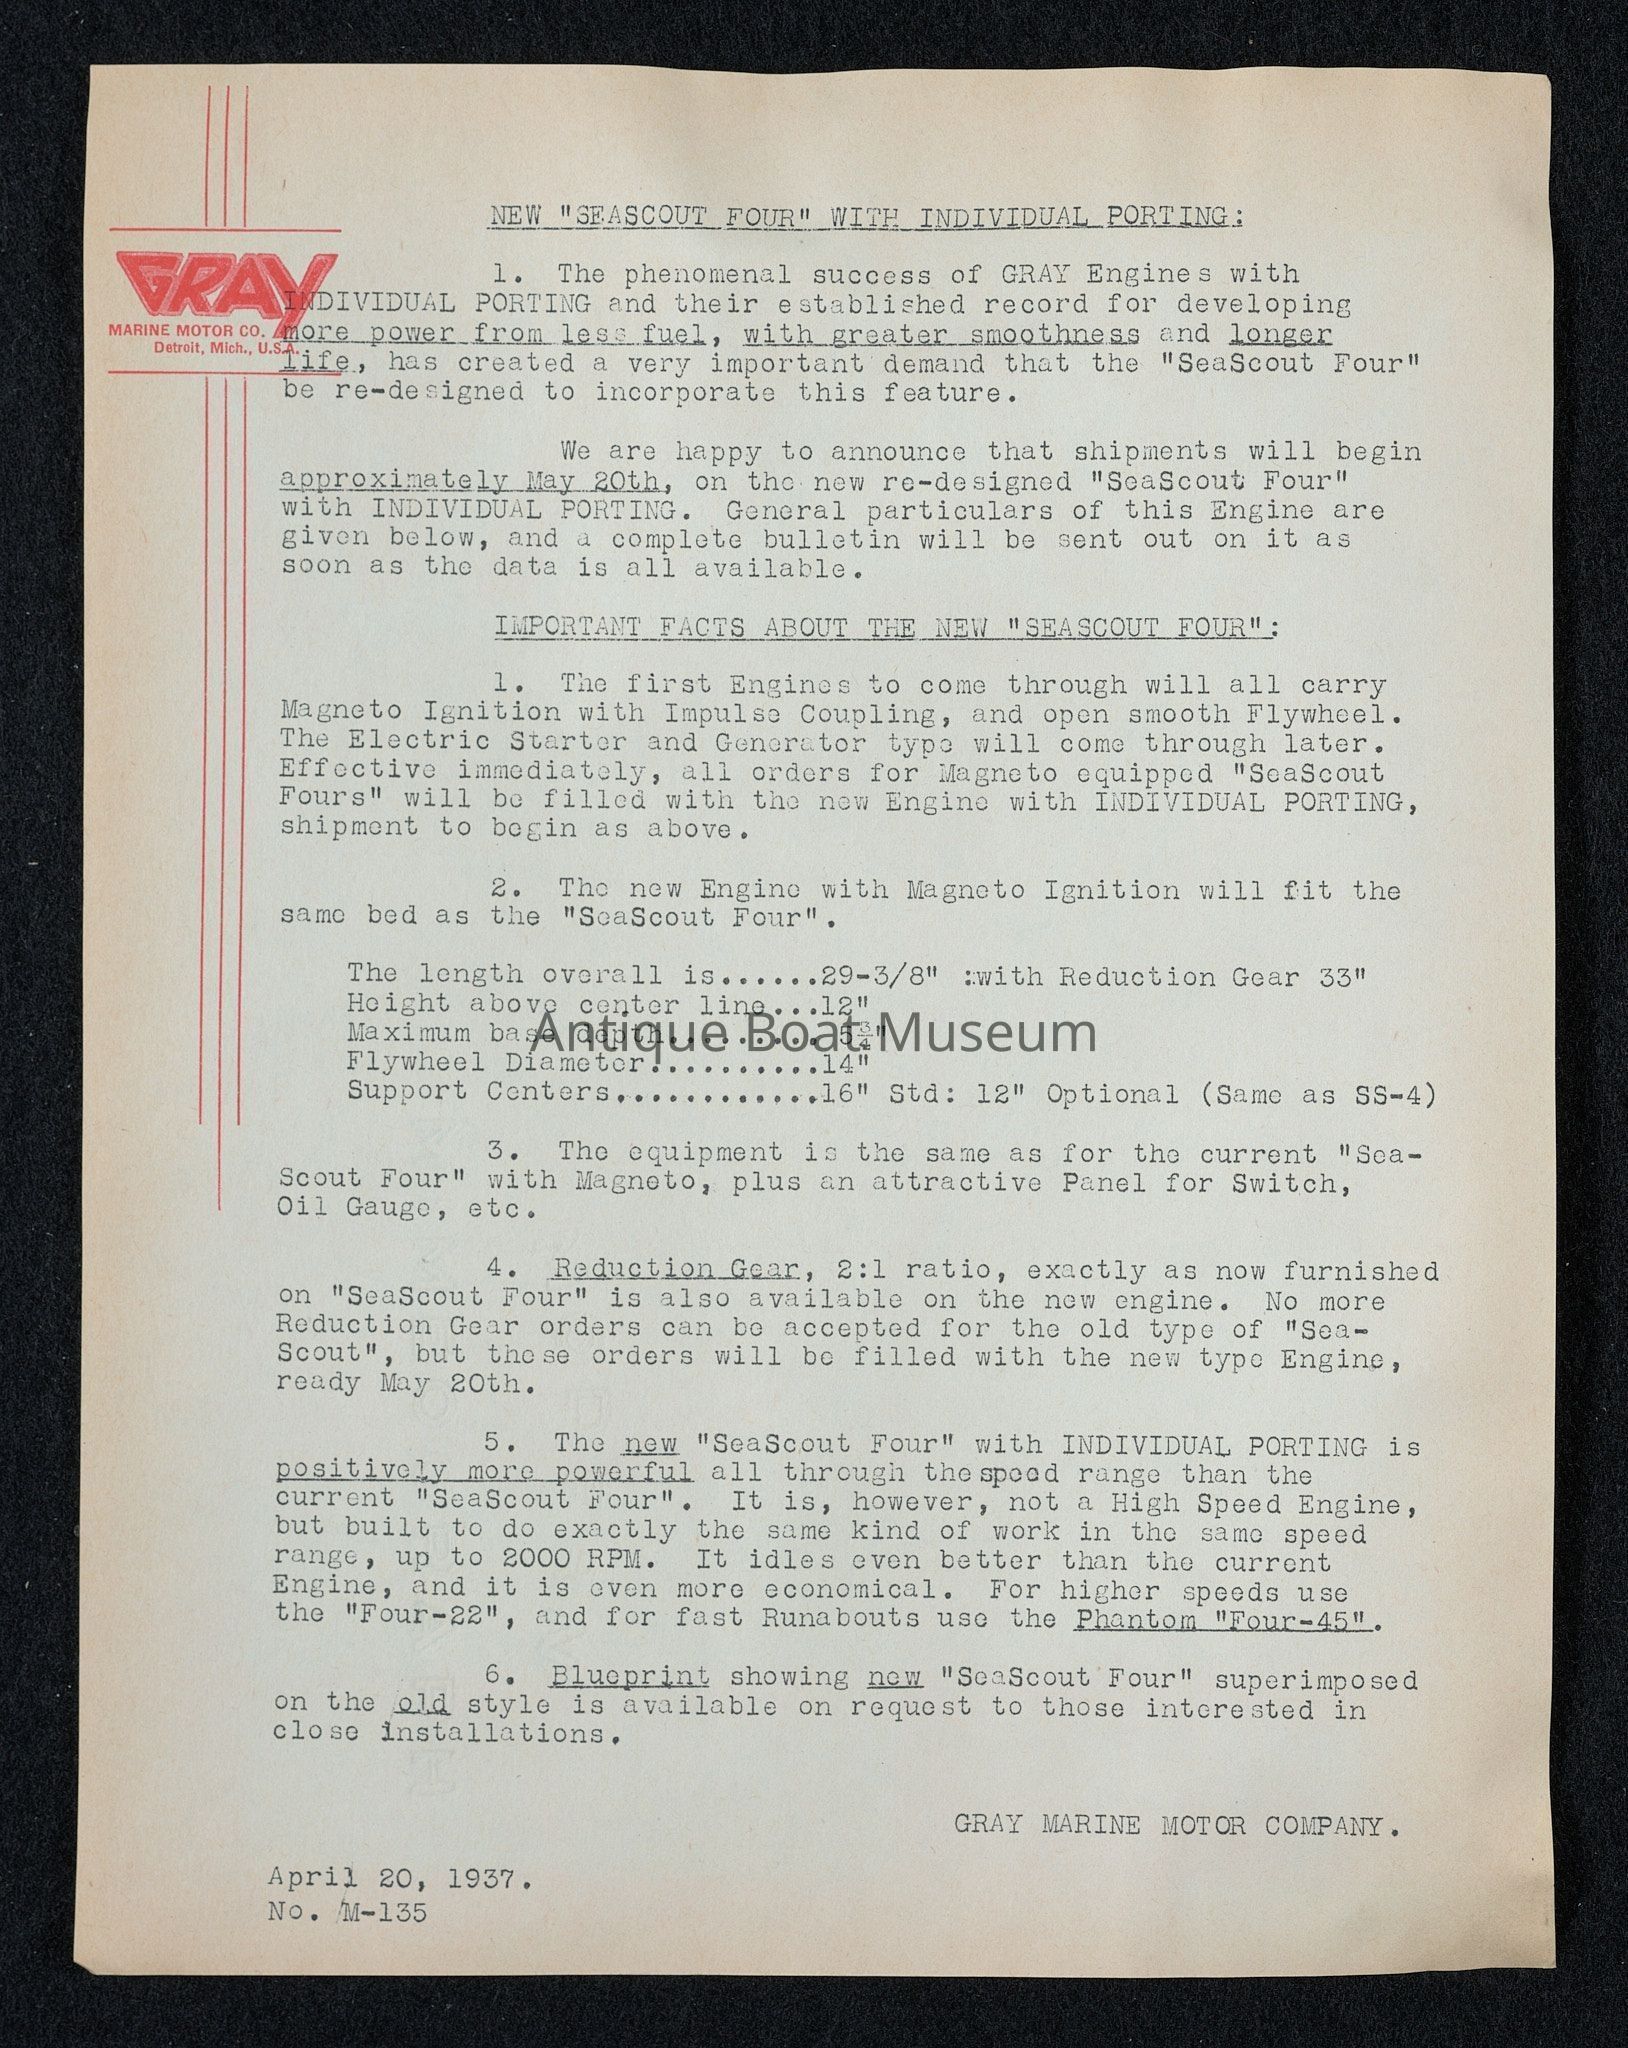 NEW "SEASCOUT FOUR" WITH INDIVIDUAL PORTING:
GRAY
MARINE MOTOR CO.
Detroit, Mich., U.S.A.
1. The phenomenal success of GRAY Engines with
INDIVIDUAL PORTING and their established record for developing
more power from less fuel, with greater smoothness and longer
life, has created a very important demand that the "SeaScout Four"
be re-designed to incorporate this feature.
We are happy to announce that shipments will begin
approximately May 20th, on the new re-designed "SeaScout Four"
with INDIVIDUAL PORTING. General particulars of this Engine are
given below, and a complete bulletin will be sent out on it as
soon as the data is all available.
IMPORTANT FACTS ABOUT THE NEW "SEASCOUT FOUR":
1. The first Engines to come through will all carry
Magneto Ignition with Impulse Coupling, and open smooth Flywheel.
The Electric Starter and Generator type will come through later.
Effective immediately, all orders for Magneto equipped "SeaScout
Fours" will be filled with the new Engine with INDIVIDUAL PORTING,
shipment to begin as above.
2. The new Engine with Magneto Ignition will fit the
same bed as the "SeaScout Four".
The length overall is......29-3/8" :with Reduction Gear 33"
Height above center line...12"
Maximum base depth......... 5¾"
Flywheel Diameter..........14"
Support Centers............16" Std: 12" Optional (Same as SS-4)
Antique Boat Museum
3. The equipment is the same as for the current "Sea-
Scout Four" with Magneto, plus an attractive Panel for Switch,
Oil Gauge, etc.
4. Reduction Gear, 2:1 ratio, exactly as now furnished
on "SeaScout Four" is also available on the new engine. No more
Reduction Gear orders can be accepted for the old type of "Sea-
Scout", but these orders will be filled with the new type Engine,
ready May 20th.
5. The new "SeaScout Four" with INDIVIDUAL PORTING is
positively more powerful all through thespeed range than the
current "SeaScout Four". It is, however, not a High Speed Engine,
but built to do exactly the same kind of work in the same speed
range, up to 2000 RPM. It idles even better than the current
Engine, and it is even more economical. For higher speeds use
the "Four-22", and for fast Runabouts use the Phantom "Four-45".
6. Blueprint showing new "SeaScout Four" superimposed
on the old style is available on request to those interested in
close installations.
GRAY MARINE MOTOR COMPANY.
April 20, 1937.
No. M-135